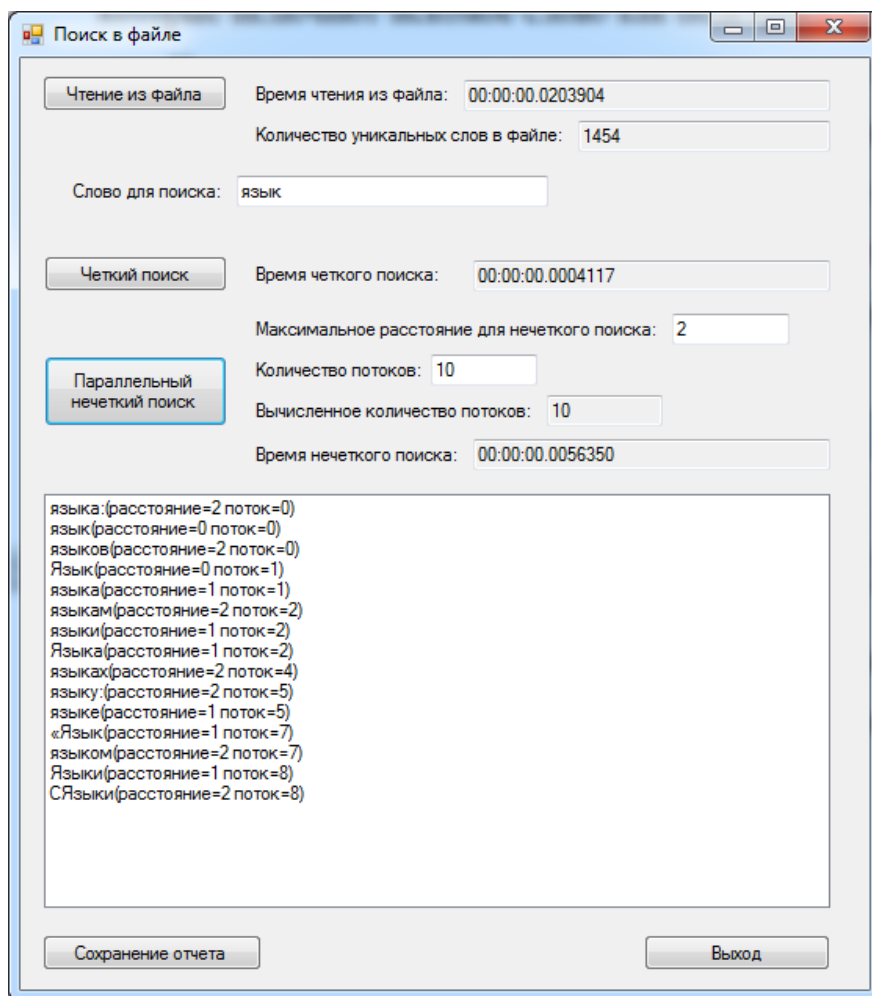 Поиск в файле
Чтение из файла
Время чтения из файла: 00:00:00.0203904
Количество уникальных слов в файле: 1454
Слово для поиска: язык
Четкий поиск
Время четкого поиска: 00:00:00.0004117
Максимальное расстояние для нечеткого поиска: 2
Параллельный
нечеткий поиск
Количество потоков: 10
Вычисленное количество потоков: 10
Время нечеткого поиска: 00:00:00.0056350
языка:(расстояние=2 поток=0)
язык(расстояние=0 поток=0)
языков(расстояние=2 поток=0)
Язык(расстояние=0 поток=1)
языка(расстояние=1 поток=1)
языкам(расстояние=2 поток=2)
языки(расстояние=1 поток=2)
Языка(расстояние=1 поток=2)
языках(расстояние=2 поток=4)
языку:(расстояние=2 поток=5)
языке(расстояние=1 поток=5)
«Язык(расстояние=1 поток=7)
языком(расстояние=2 поток=7)
Языки(расстояние=1 поток=8)
СЯзыки(расстояние=2 поток=8)
Сохранение отчета
Выход